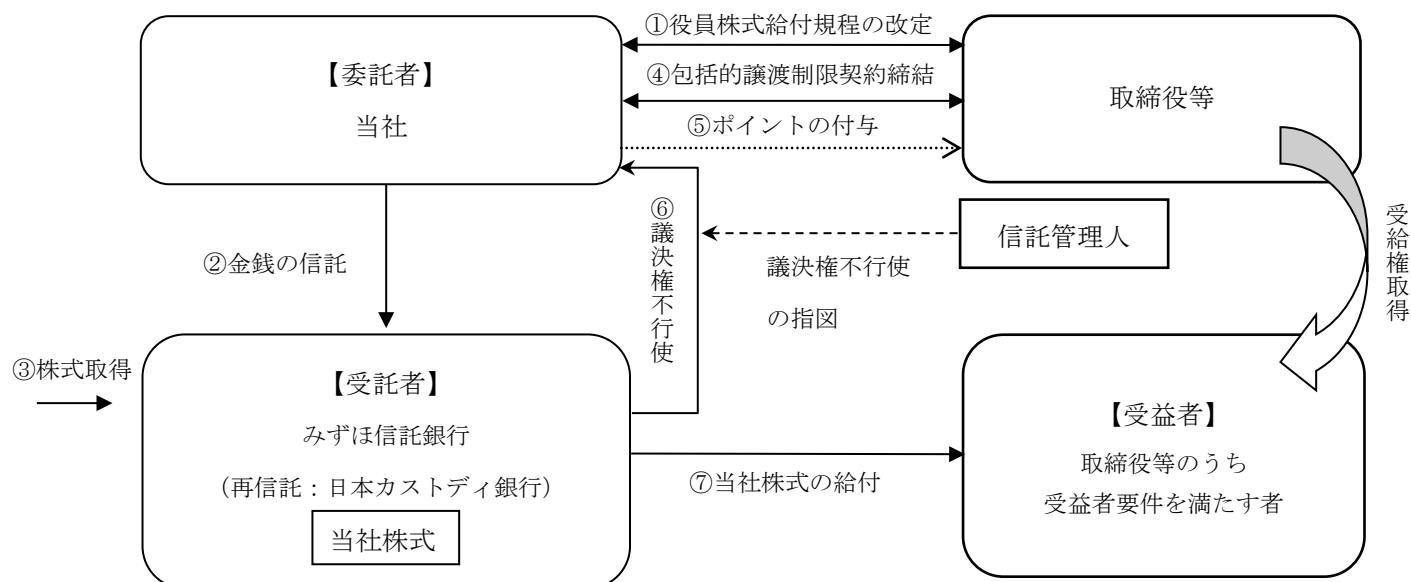 ①役員株式給付規程の改定
【委託者】
当社
④包括的譲渡制限契約締結
取締役等
⑤ポイントの付与
⑥議決権不行使
信託管理人
受給権取得
②金銭の信託
議決権不行使
の指図
③株式取得
【受託者】
みずほ信託銀行
（再信託：日本カストディ銀行）
当社株式
⑦当社株式の給付
【受益者】
取締役等のうち
受益者要件を満たす者